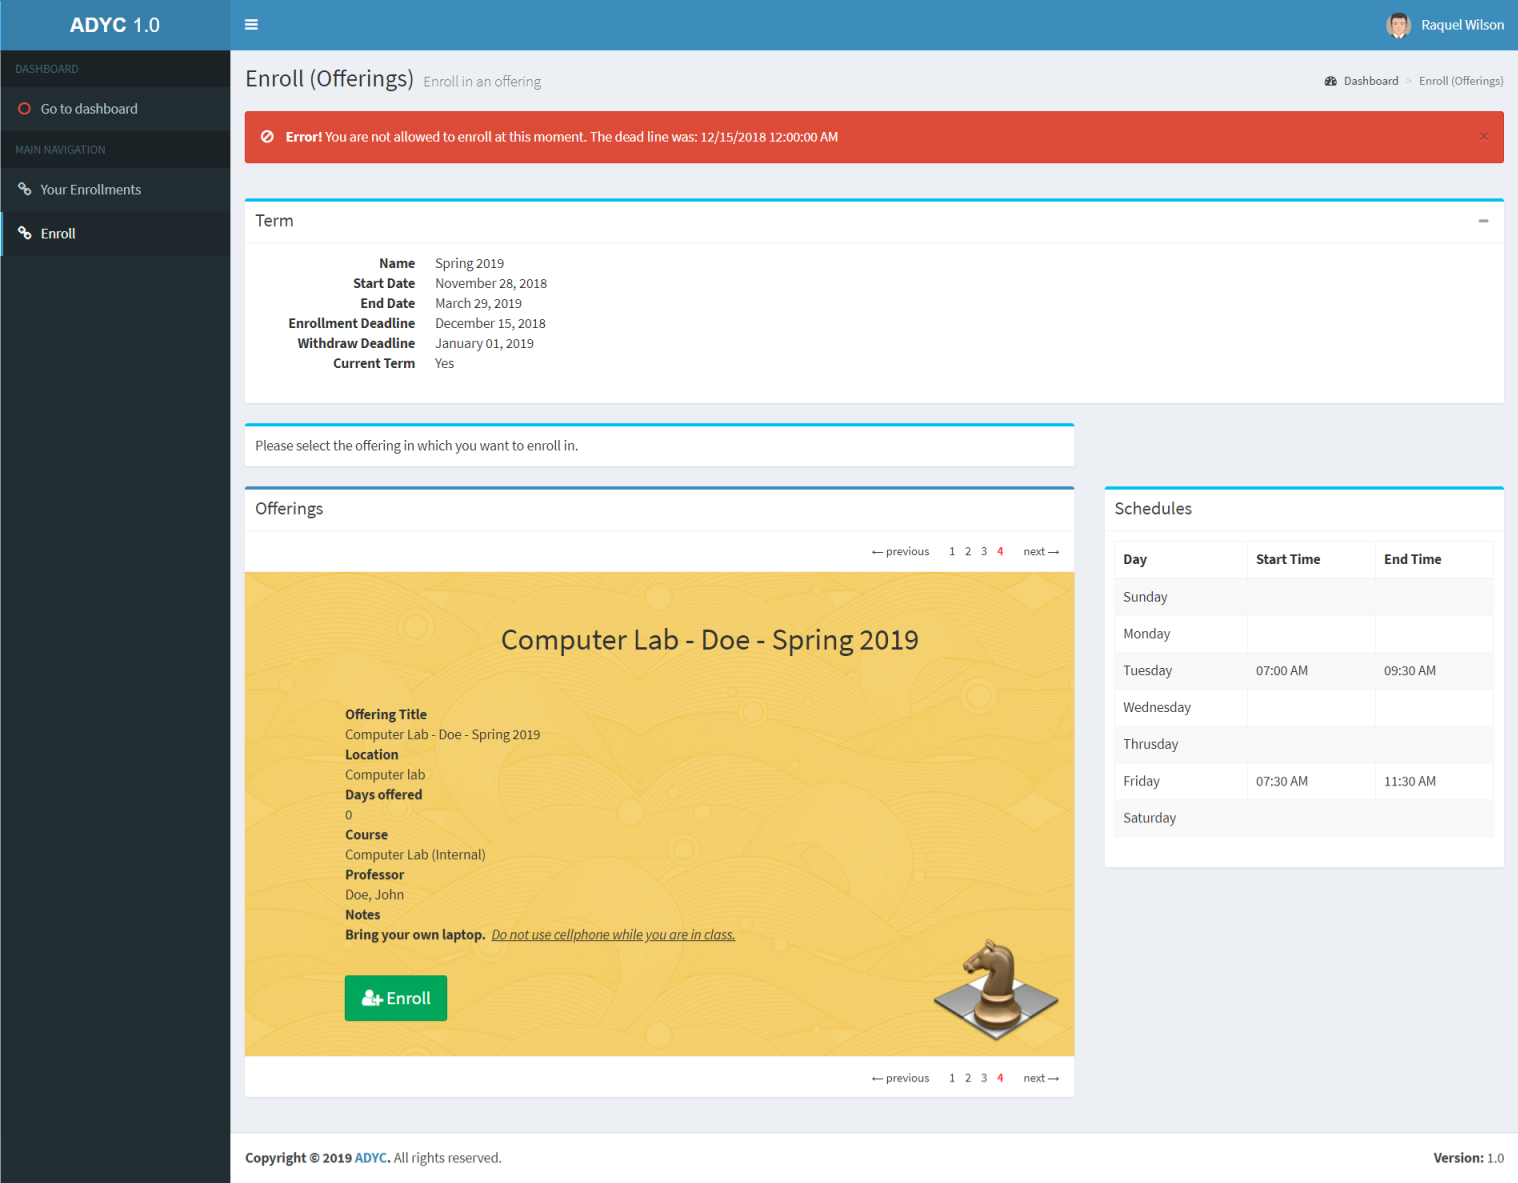 ADYC 1.0
Raquel Wilson
DASHBOARD
Go to dashboard
MAIN NAVIGATION
Your Enrollments
Enroll
Enroll (Offerings) Enroll in an offering
Dashboard > Enroll (Offerings)
Error! You are not allowed to enroll at this moment. The dead line was: 12/15/2018 12:00:00 AM ×
Term
Name Spring 2019
Start Date November 28, 2018
End Date March 29, 2019
Enrollment Deadline December 15, 2018
Withdraw Deadline January 01, 2019
Current Term Yes
Please select the offering in which you want to enroll in.
Offerings
← previous 1 2 3 4 next →
Computer Lab - Doe - Spring 2019
Offering Title
Computer Lab - Doe - Spring 2019
Location
Computer lab
Days offered
0
Course
Computer Lab (Internal)
Professor
Doe, John
Notes
Bring your own laptop. Do not use cellphone while you are in class.
Enroll
← previous 1 2 3 4 next →
Schedules
Day Start Time End Time
Sunday
Monday
Tuesday 07:00 AM 09:30 AM
Wednesday
Thrusday
Friday 07:30 AM 11:30 AM
Saturday
Copyright © 2019 ADYC. All rights reserved.
Version: 1.0